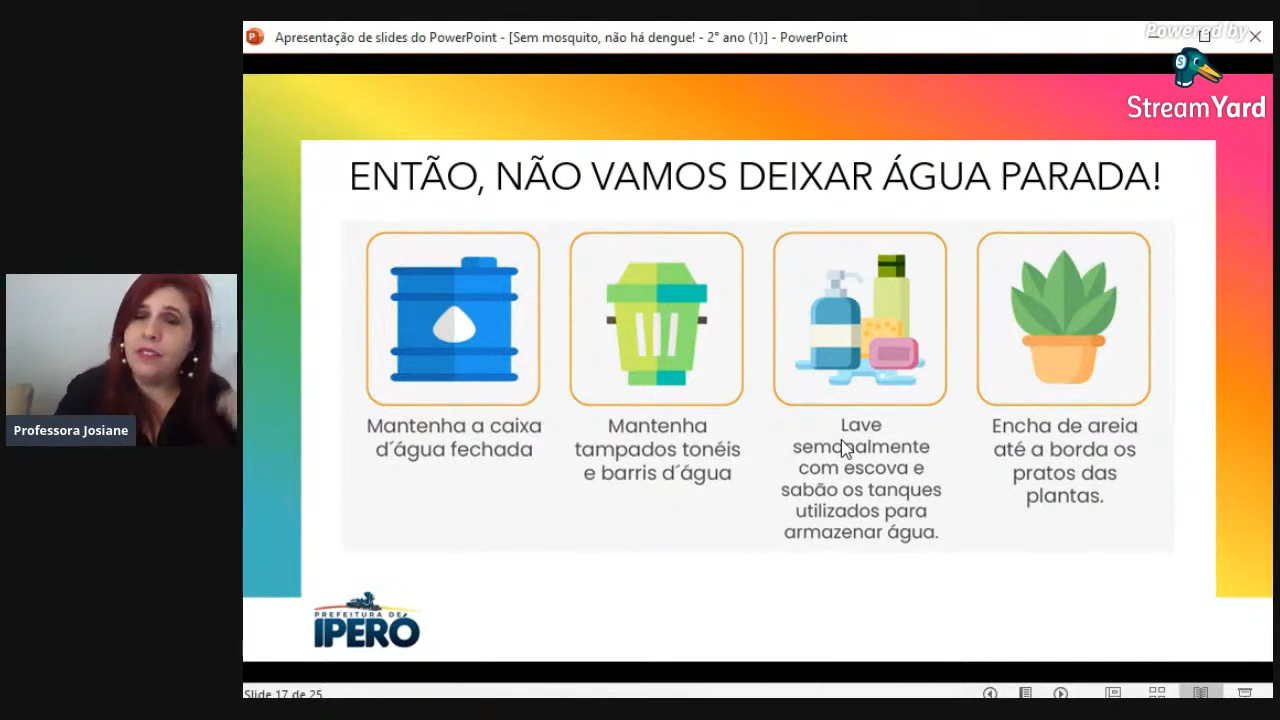 Apresentação de slides do PowerPoint - [Sem mosquito, não há dengue! - 2° ano (1)] - PowerPoint
Powered by
StreamYard
ENTÃO, NÃO VAMOS DEIXAR ÁGUA PARADA!
Mantenha a caixa
d´água fechada
Mantenha
tampados tonéis
e barris d´água
Lave
semanalmente
com escova e
sabão os tanques
utilizados para
armazenar água.
Encha de areia
até a borda os
pratos das
plantas.
Professora Josiane
PREFEITURA DE
IPERÓ
Slide 17 de 25